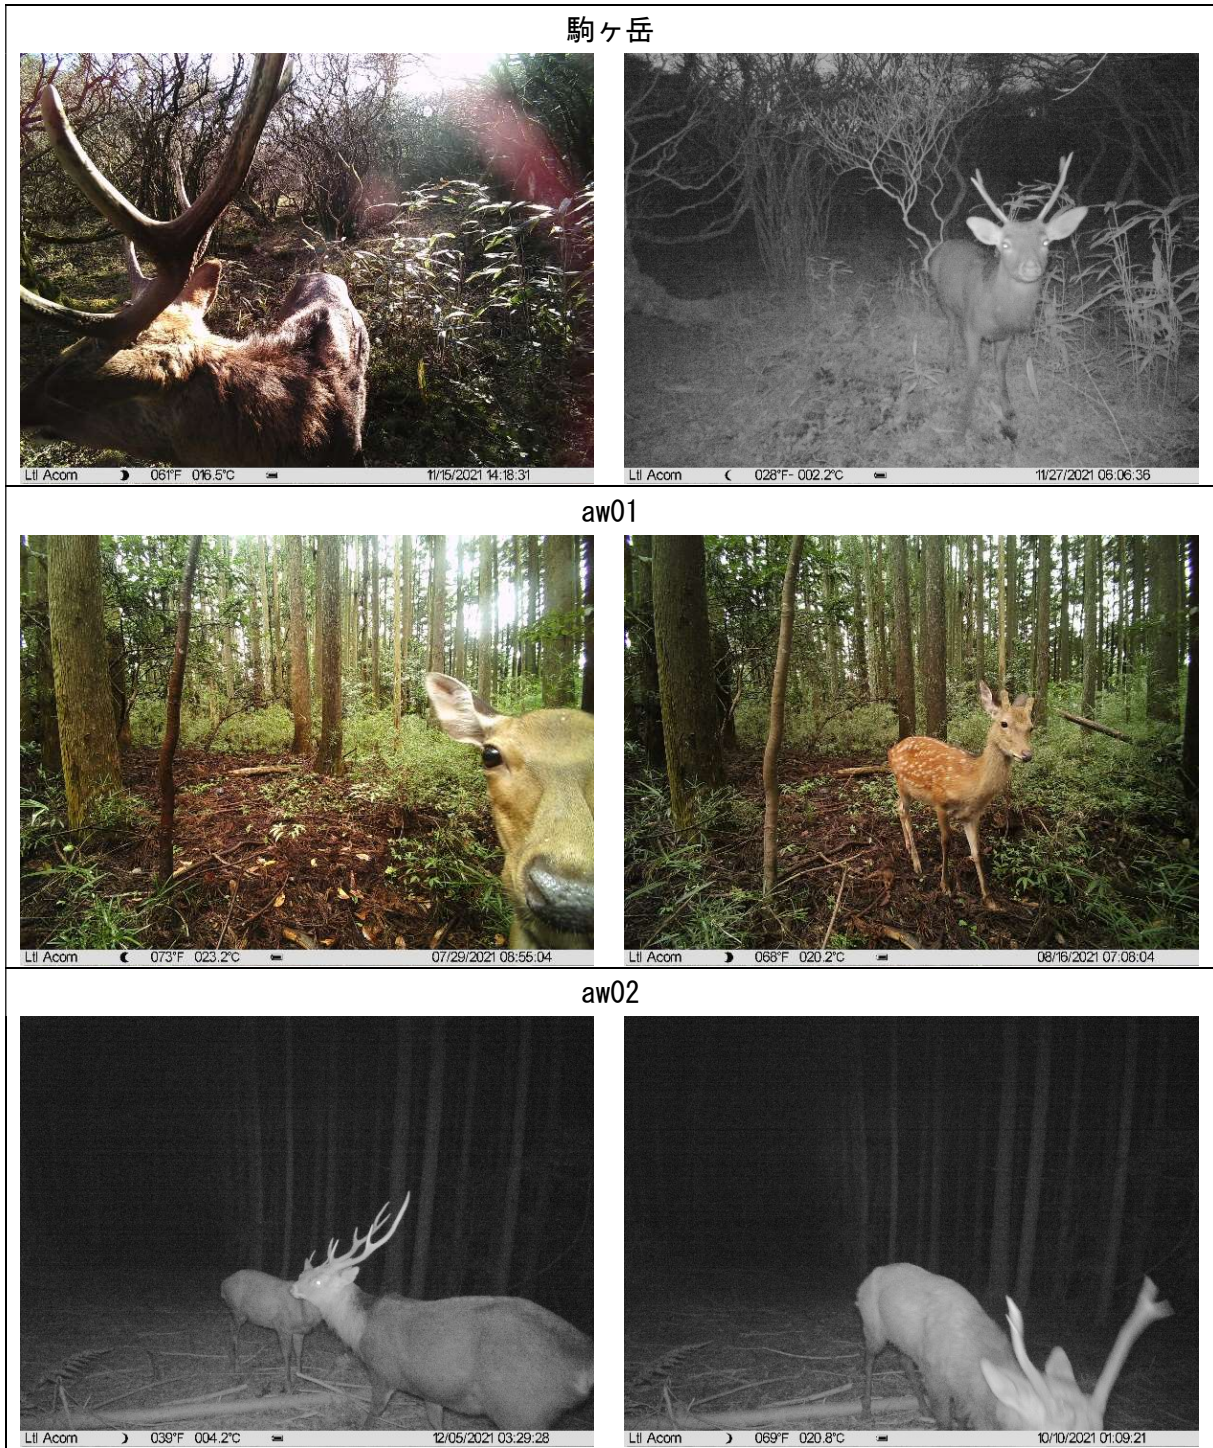 駒ヶ岳
Ltl Acorn 061°F 016.5°C 11/15/2021 14:18:31
Ltl Acorn 028°F- 002.2°C 11/27/2021 06:06:36
aw01
Ltl Acorn 073°F 023.2°C 07/29/2021 08:55:04
Ltl Acorn 068°F 020.2°C 08/16/2021 07:08:04
aw02
Ltl Acorn 039°F 004.2°C 12/05/2021 03:29:28
Ltl Acorn 069°F 020.8°C 10/10/2021 01:09:21